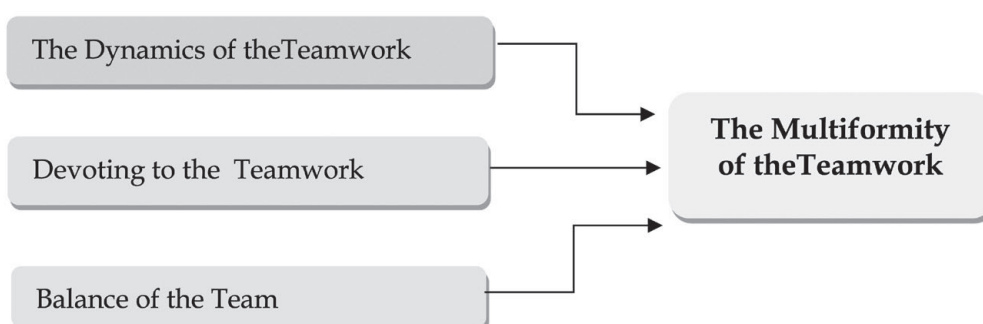 The Dynamics of theTeamwork
Devoting to the Teamwork
Balance of the Team
The Multiformity
of theTeamwork